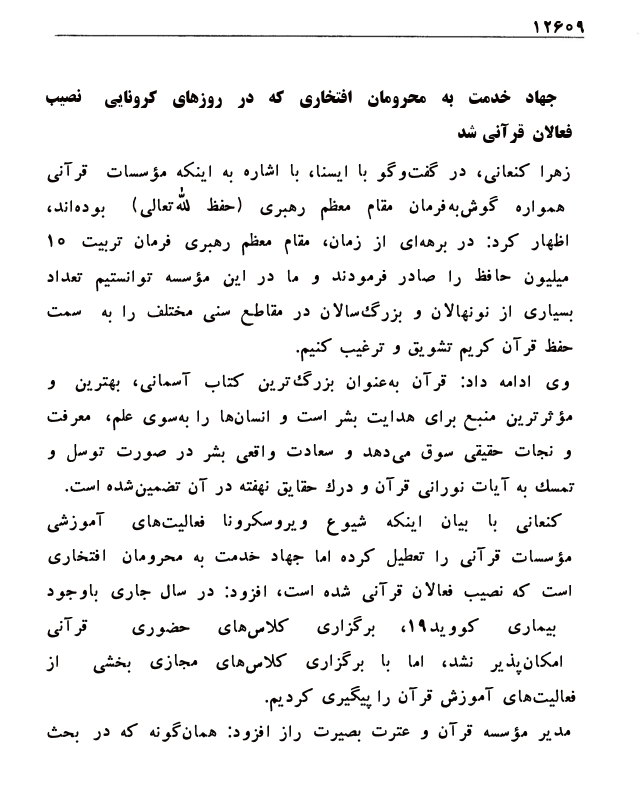 ۱۲۶۰۹
جهاد خدمت به محرومان افتخاری که در روزهای کرونایی نصیب
فعالان قرآنی شد
زهرا کنعانی، در گفت‌وگو با ایسنا، با اشاره به اینکه مؤسسات قرآنی
همواره گوش‌به‌فرمان مقام معظم رهبری (حفظ لله‌تعالی) بوده‌اند،
اظهار کرد: در برهه‌ای از زمان، مقام معظم رهبری فرمان تربیت ۱۰
میلیون حافظ را صادر فرمودند و ما در این مؤسسه توانستیم تعداد
بسیاری از نونهالان و بزرگ‌سالان در مقاطع سنی مختلف را به سمت
حفظ قرآن کریم تشویق و ترغیب کنیم.
وی ادامه داد: قرآن به‌عنوان بزرگ‌ترین کتاب آسمانی، بهترین و
مؤثرترین منبع برای هدایت بشر است و انسان‌ها را به‌سوی علم، معرفت
و نجات حقیقی سوق می‌دهد و سعادت واقعی بشر در صورت توسل و
تمسك به آیات نورانی قرآن و درك حقایق نهفته در آن تضمین‌شده است.
کنعانی با بیان اینکه شیوع ویروس‌کرونا فعالیت‌های آموزشی
مؤسسات قرآنی را تعطیل کرده اما جهاد خدمت به محرومان افتخاری
است که نصیب فعالان قرآنی شده است، افزود: در سال جاری باوجود
بیماری کووید۱۹، برگزاری کلاس‌های حضوری قرآنی
امکان‌پذیر نشد، اما با برگزاری کلاس‌های مجازی بخشی از
فعالیت‌های آموزش قرآن را پیگیری کردیم.
مدیر مؤسسه قرآن و عترت بصیرت راز افزود: همان‌گونه که در بحث